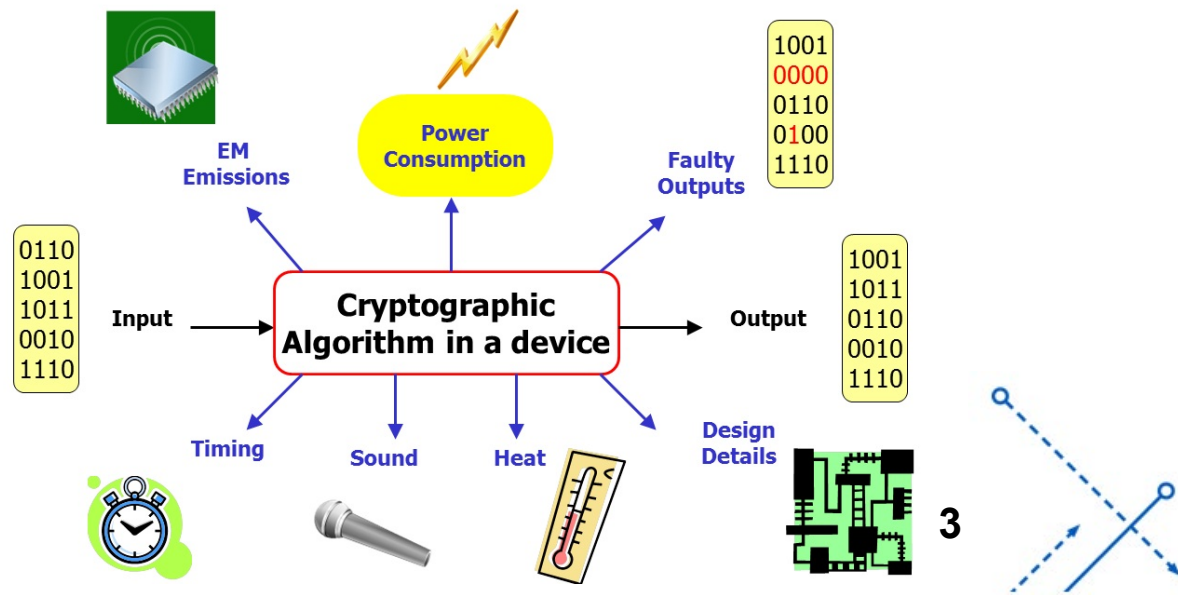 1001
0000
0110
0100
1110
Power
Consumption
EM
Emissions
Faulty
Outputs
0110
1001
1011
0010
1110
Input
Cryptographic
Algorithm in a device
Output
1001
1011
0110
0010
1110
Timing
Sound
Heat
Design
Details
3